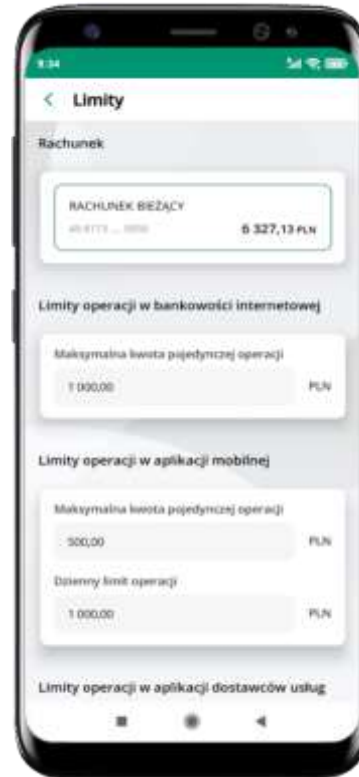 9:34
Limity
Rachunek
RACHUNEK BIEŻĄCY
6 327,13 PLN
Limity operacji w bankowości internetowej
Maksymalna kwota pojedynczej operacji
1 000,00 PLN
Limity operacji w aplikacji mobilnej
Maksymalna kwota pojedynczej operacji
500,00 PLN
Dzienny limit operacji
1 000,00 PLN
Limity operacji w aplikacji dostawców usług